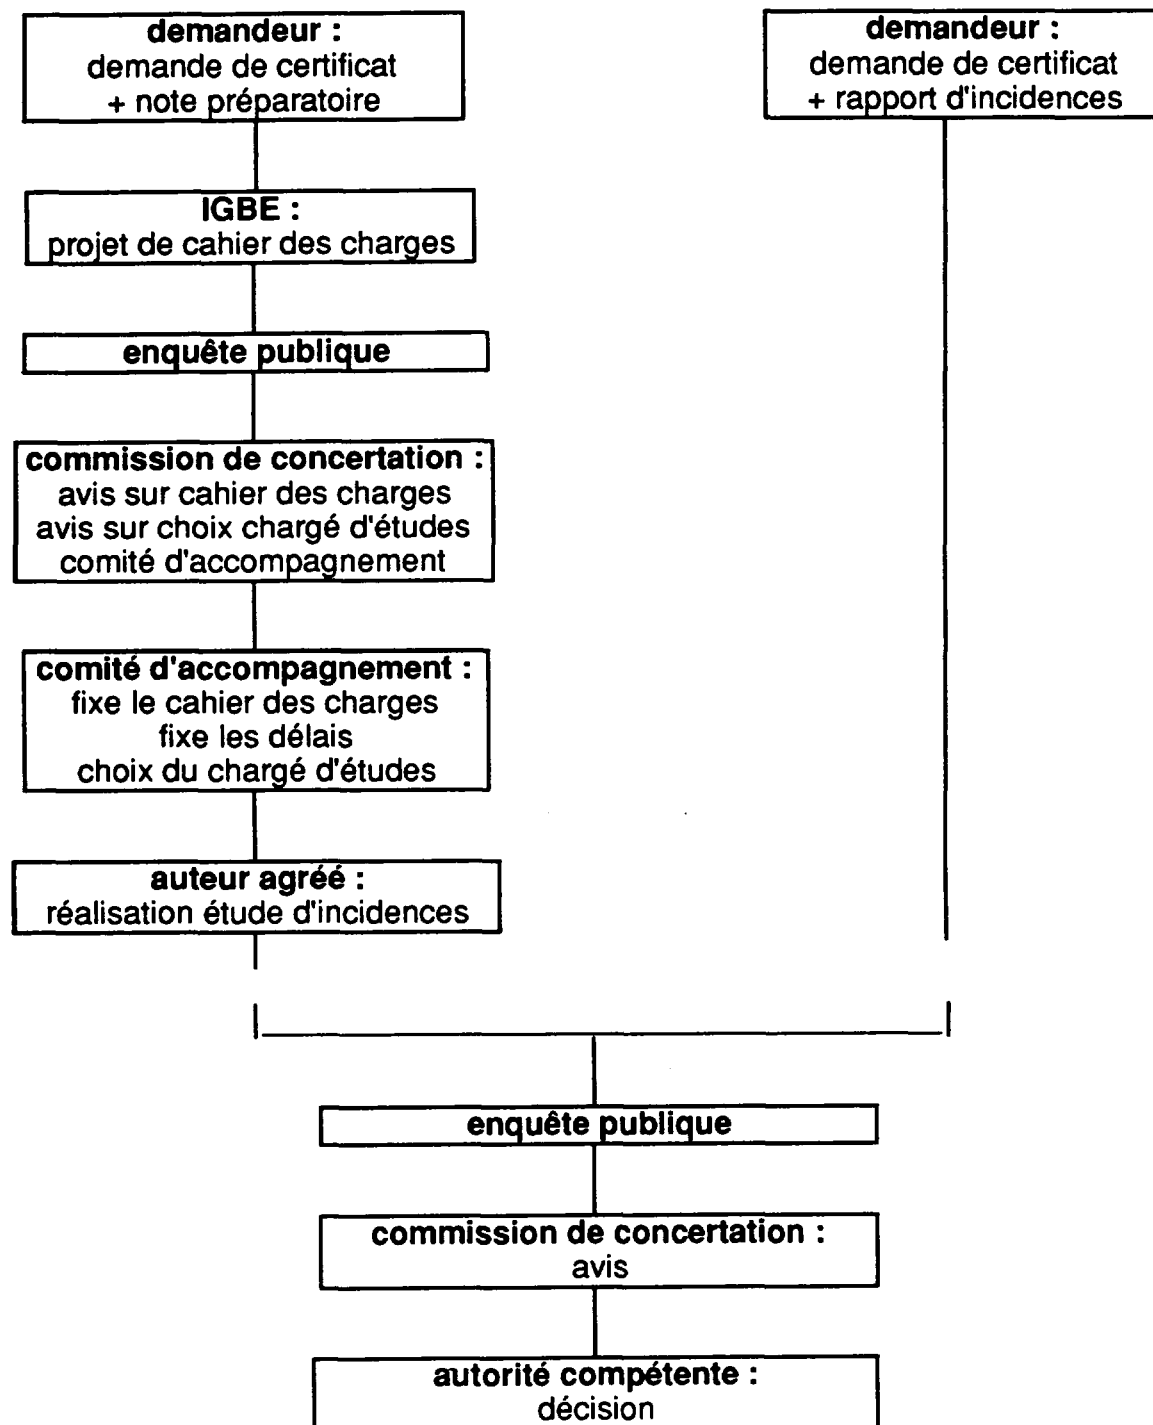 demandeur :
demande de certificat
+ note préparatoire
demandeur :
demande de certificat
+ rapport d'incidences
IGBE :
projet de cahier des charges
enquête publique
commission de concertation :
avis sur cahier des charges
avis sur choix chargé d'études
comité d'accompagnement
comité d'accompagnement :
fixe le cahier des charges
fixe les délais
choix du chargé d'études
auteur agréé :
réalisation étude d'incidences
enquête publique
commission de concertation :
avis
autorité compétente :
décision